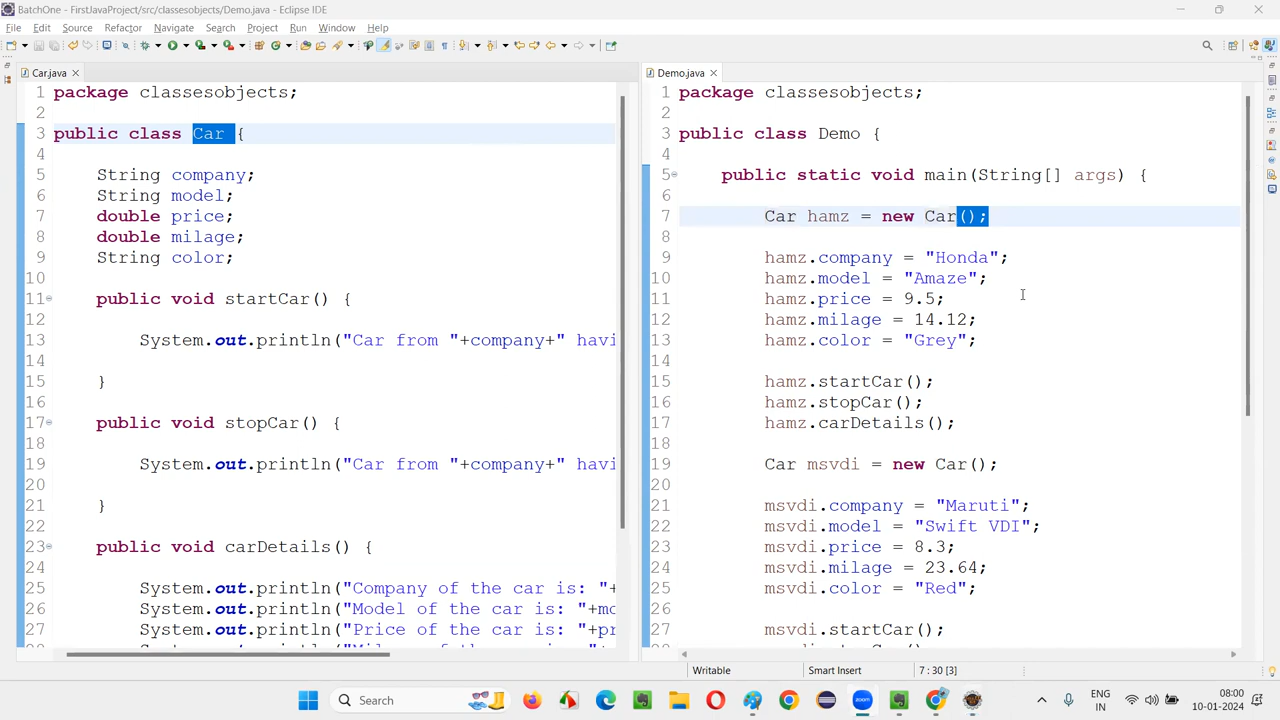 BatchOne - FirstJavaProject/src/classesobjects/Demo.java - Eclipse IDE
File Edit Source Refactor Navigate Search Project Run Window Help
Car.java
1 package classesobjects;
2
3 public class Car {
4
5 String company;
6 String model;
7 double price;
8 double milage;
9 String color;
10
11 public void startCar() {
12
13 System.out.println("Car from "+company+" havi
14
15 }
16
17 public void stopCar() {
18
19 System.out.println("Car from "+company+" havi
20
21 }
22
23 public void carDetails() {
24
25 System.out.println("Company of the car is: "+
26 System.out.println("Model of the car is: "+mo
27 System.out.println("Price of the car is: "+pr
Demo.java
1 package classesobjects;
2
3 public class Demo {
4
5 public static void main(String[] args) {
6
7 Car hamz = new Car();
8
9 hamz.company = "Honda";
10 hamz.model = "Amaze";
11 hamz.price = 9.5;
12 hamz.milage = 14.12;
13 hamz.color = "Grey";
14
15 hamz.startCar();
16 hamz.stopCar();
17 hamz.carDetails();
18
19 Car msvdi = new Car();
20
21 msvdi.company = "Maruti";
22 msvdi.model = "Swift VDI";
23 msvdi.price = 8.3;
24 msvdi.milage = 23.64;
25 msvdi.color = "Red";
26
27 msvdi.startCar();
Writable Smart Insert 7 : 30 [3]
Search zoom ENG 08:00
IN 10-01-2024